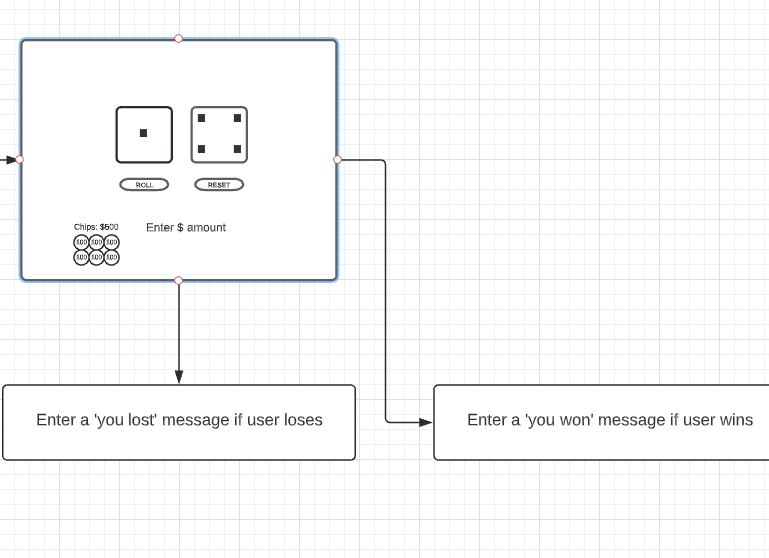 ROLL
RESET
Chips: $600
Enter $ amount
100 100 100
100 100 100
Enter a 'you lost' message if user loses
Enter a 'you won' message if user wins